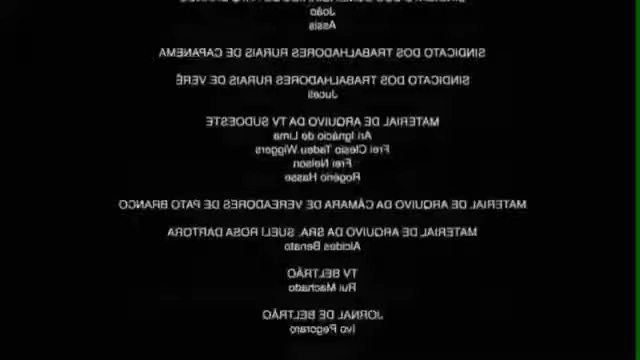 João
Assis
SINDICATO DOS TRABALHADORES RURAIS DE CAPANEMA
SINDICATO DOS TRABALHADORES RURAIS DE VERÊ
Juceli
MATERIAL DE ARQUIVO DA TV SUDOESTE
Ari Ignácio de Lima
Frei Clesio Tadeu Wiggers
Frei Nelson
Rogério Hasse
MATERIAL DE ARQUIVO DA CÂMARA DE VEREADORES DE PATO BRANCO
MATERIAL DE ARQUIVO DA SRA. SUELI ROSA DARTORA
Alcides Benato
TV BELTRÃO
Rui Machado
JORNAL DE BELTRÃO
Ivo Pegoraro